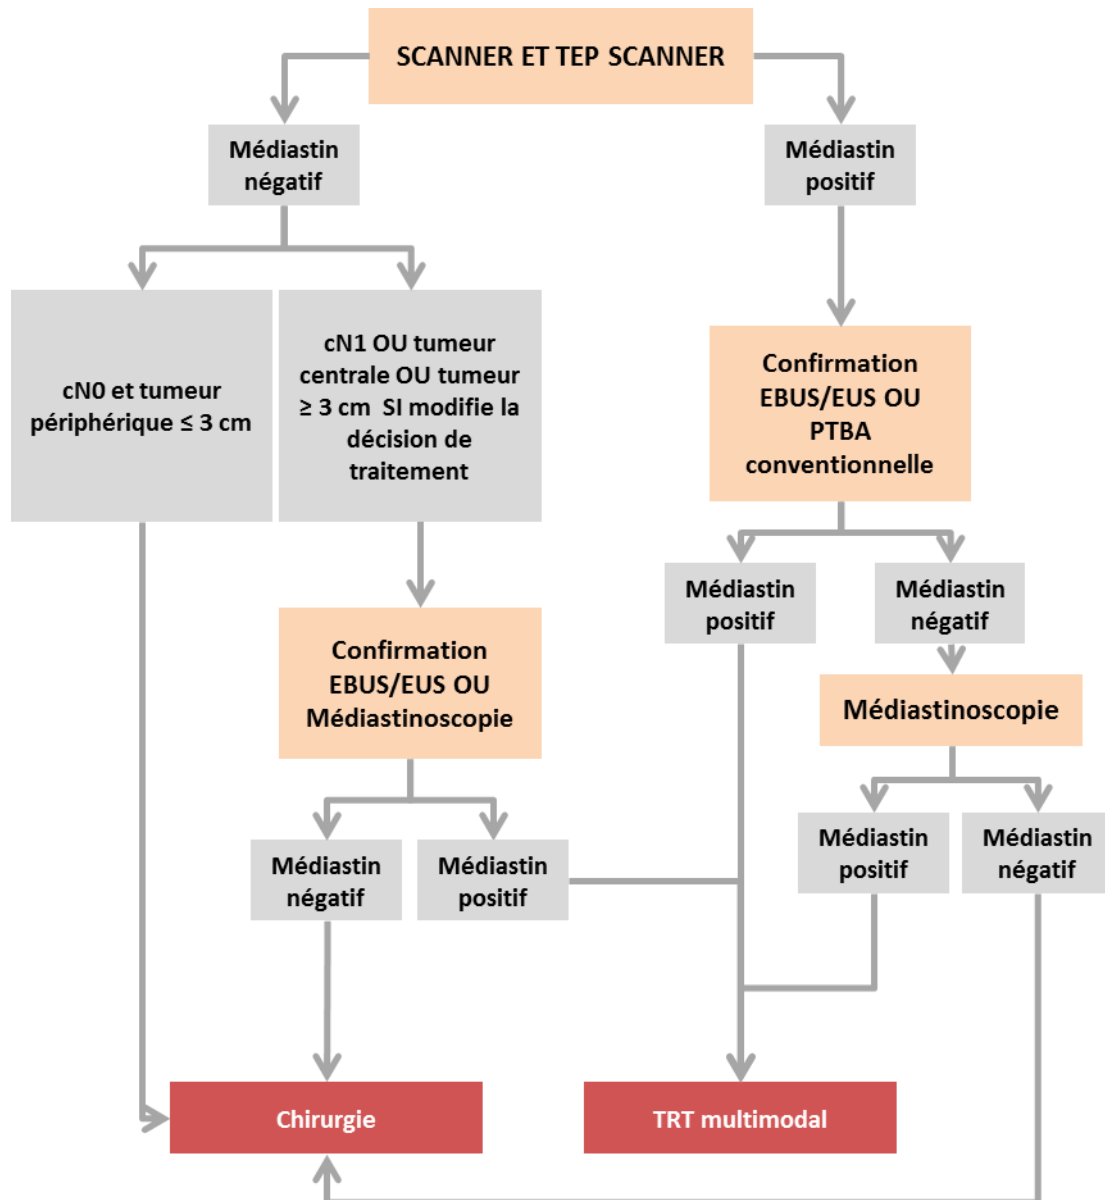 SCANNER ET TEP SCANNER
Médiastin
négatif
Médiastin
positif
cN0 et tumeur
périphérique ≤ 3 cm
cN1 OU tumeur
centrale OU tumeur
≥ 3 cm SI modifie la
décision de
traitement
Confirmation
EBUS/EUS OU
PTBA
conventionnelle
Médiastin
positif
Médiastin
négatif
Confirmation
EBUS/EUS OU
Médiastinoscopie
Médiastinoscopie
Médiastin
négatif
Médiastin
positif
Médiastin
positif
Médiastin
négatif
Chirurgie
TRT multimodal